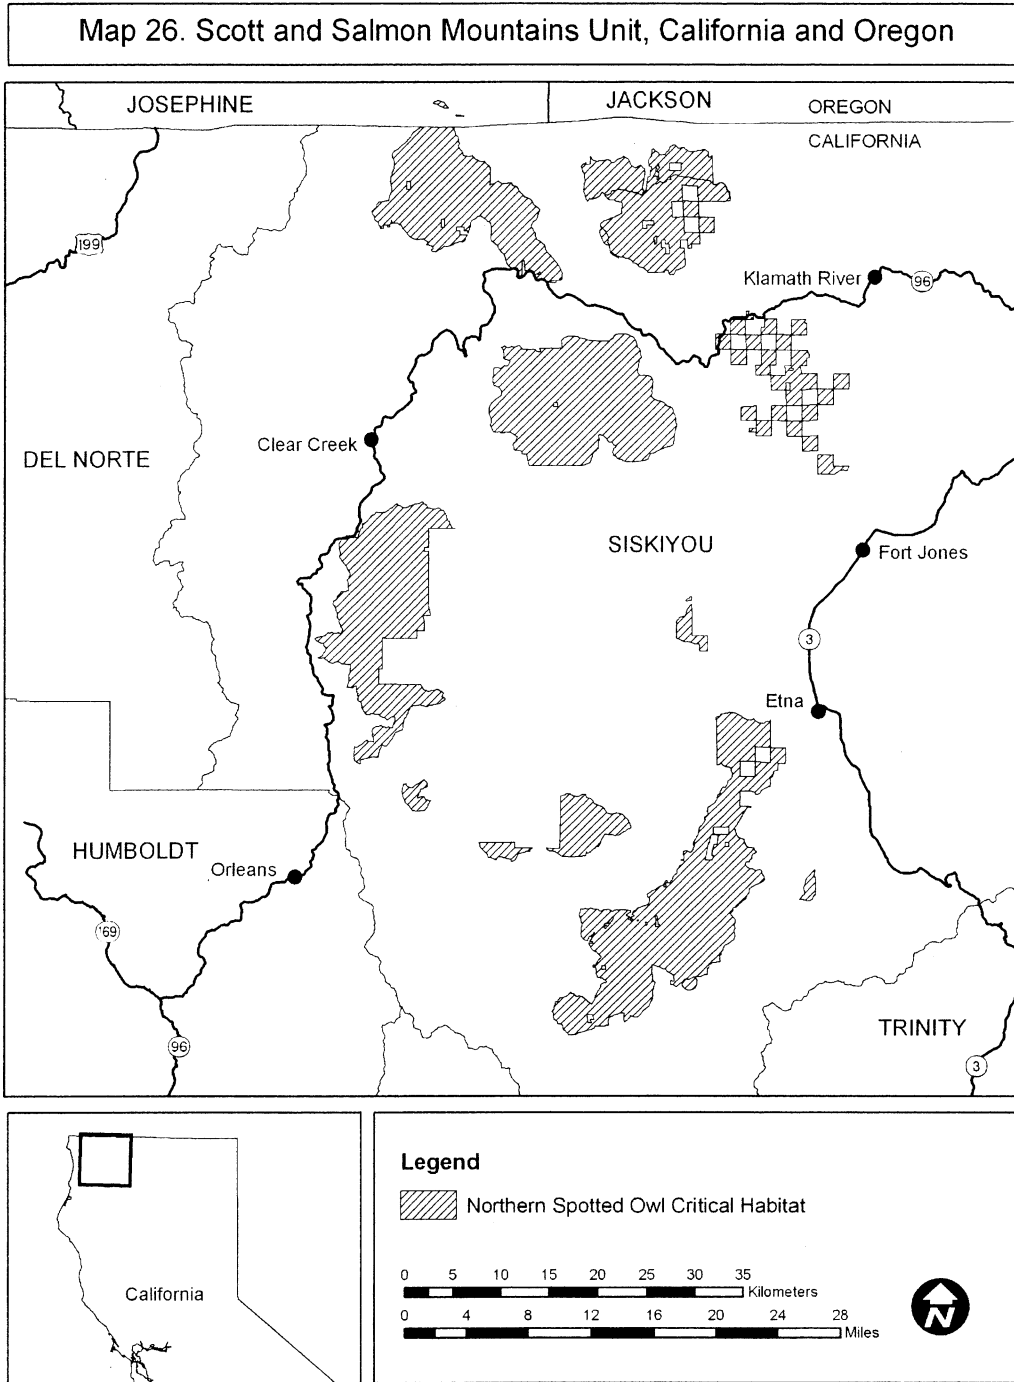 Map 26. Scott and Salmon Mountains Unit, California and Oregon
JOSEPHINE
JACKSON
OREGON
CALIFORNIA
199
Klamath River
96
Clear Creek
DEL NORTE
SISKIYOU
Fort Jones
3
Etna
HUMBOLDT
Orleans
169
TRINITY
96
3
California
Legend
Northern Spotted Owl Critical Habitat
0 5 10 15 20 25 30 35
Kilometers
0 4 8 12 16 20 24 28
Miles
N